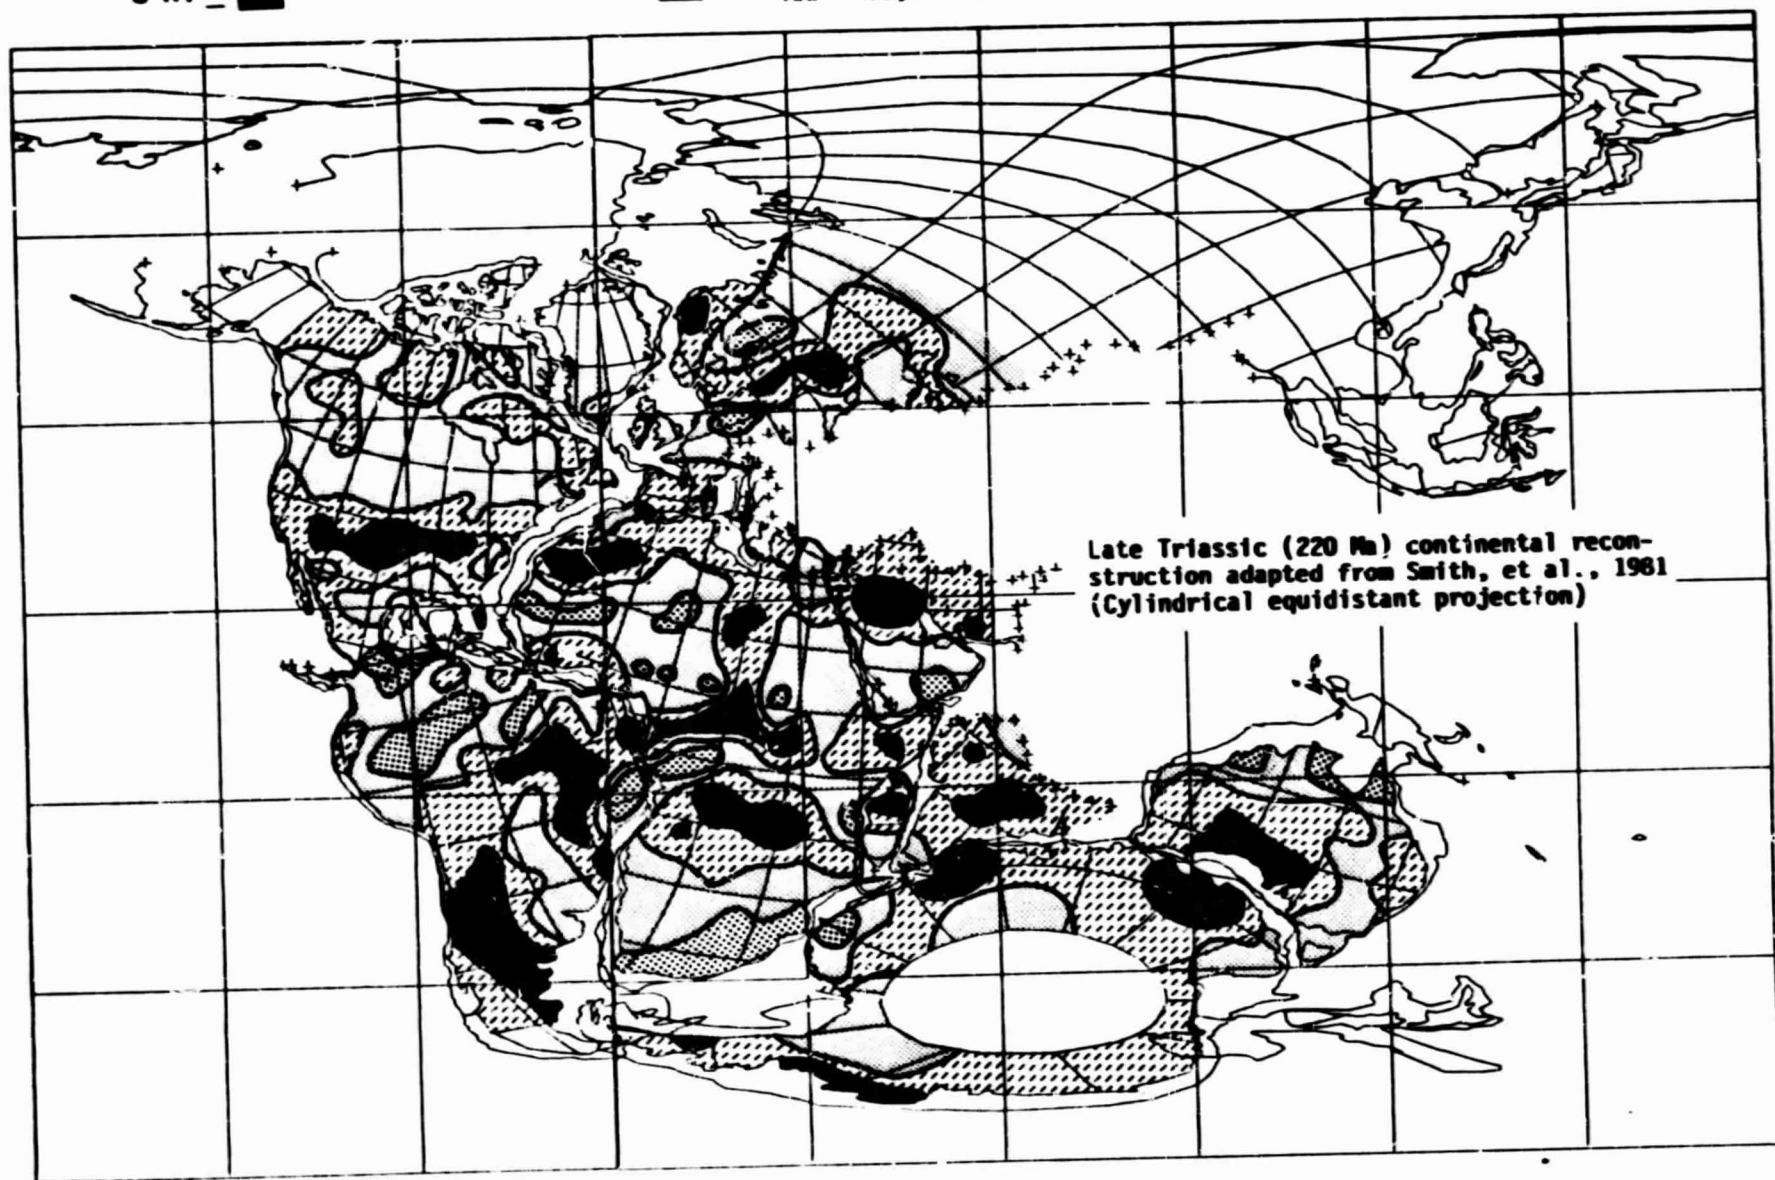 Late Triassic (220 Ma) continental recon-
struction adapted from Smith, et al., 1981
(Cylindrical equidistant projection)